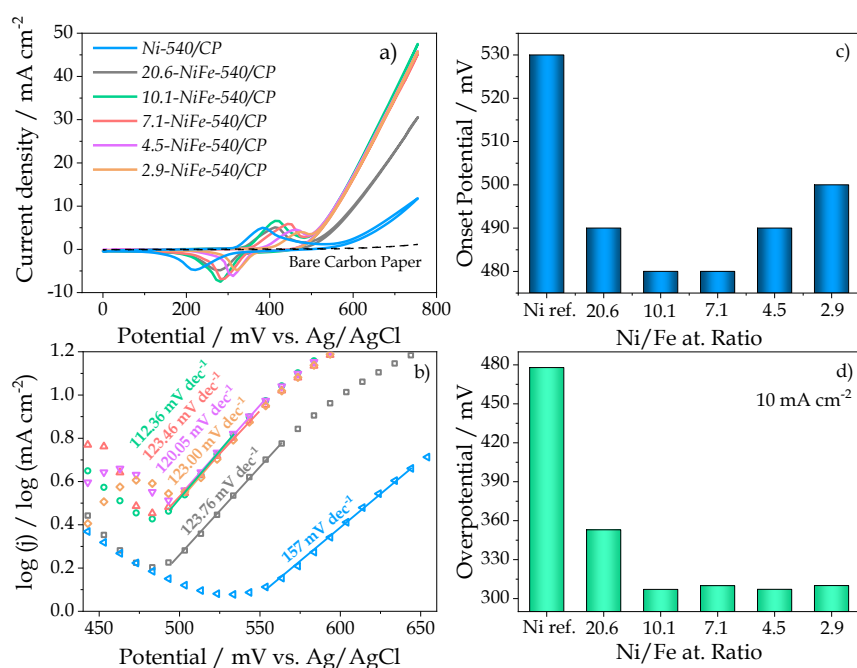 a)
Current density / mA cm-2
50
40
30
20
10
0
-10
Ni-540/CP
20.6-NiFe-540/CP
10.1-NiFe-540/CP
7.1-NiFe-540/CP
4.5-NiFe-540/CP
2.9-NiFe-540/CP
Bare Carbon Paper
0 200 400 600 800
Potential / mV vs. Ag/AgCl
c)
Onset Potential / mV
530
520
510
500
490
480
Ni ref. 20.6 10.1 7.1 4.5 2.9
Ni/Fe at. Ratio
b)
log (j) / log (mA cm-2)
1.2
1.0
0.8
0.6
0.4
0.2
0.0
112.36 mV dec-1
123.46 mV dec-1
120.05 mV dec-1
123.00 mV dec-1
123.76 mV dec-1
157 mV dec-1
450 500 550 600 650
Potential / mV vs. Ag/AgCl
d)
10 mA cm-2
Overpotential / mV
480
450
420
390
360
330
300
Ni ref. 20.6 10.1 7.1 4.5 2.9
Ni/Fe at. Ratio